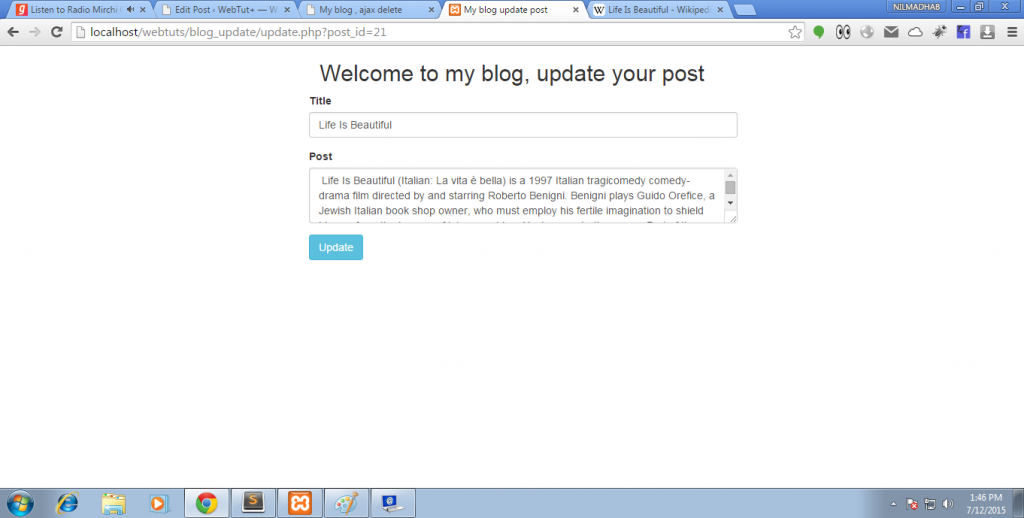 Listen to Radio Mirchi
Edit Post ‹ WebTut+ — W
My blog , ajax delete
My blog update post
W Life Is Beautiful - Wikiped
NILMADHAB
localhost/webtuts/blog_update/update.php?post_id=21
Welcome to my blog, update your post
Title
Life Is Beautiful
Post
Life Is Beautiful (Italian: La vita è bella) is a 1997 Italian tragicomedy comedy-
drama film directed by and starring Roberto Benigni. Benigni plays Guido Orefice, a
Jewish Italian book shop owner, who must employ his fertile imagination to shield
Update
1:46 PM
7/12/2015